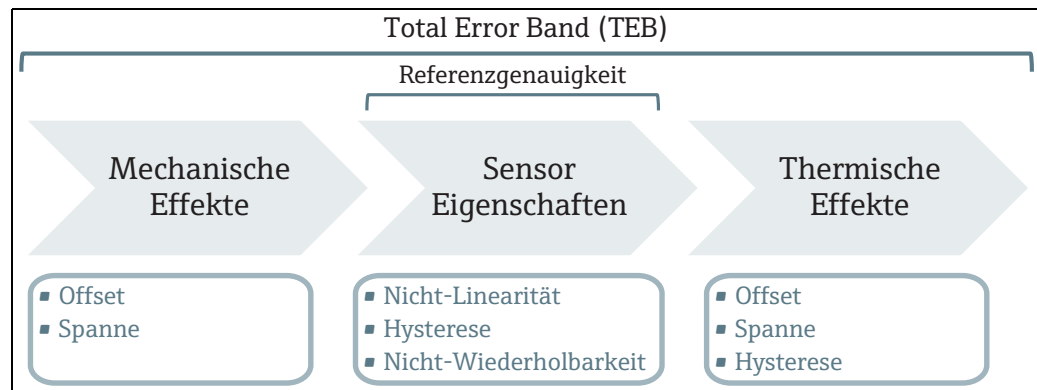 Total Error Band (TEB)
Referenzgenauigkeit
Mechanische
Effekte
Sensor
Eigenschaften
Thermische
Effekte
▪ Offset
▪ Spanne
▪ Nicht-Linearität
▪ Hysterese
▪ Nicht-Wiederholbarkeit
▪ Offset
▪ Spanne
▪ Hysterese